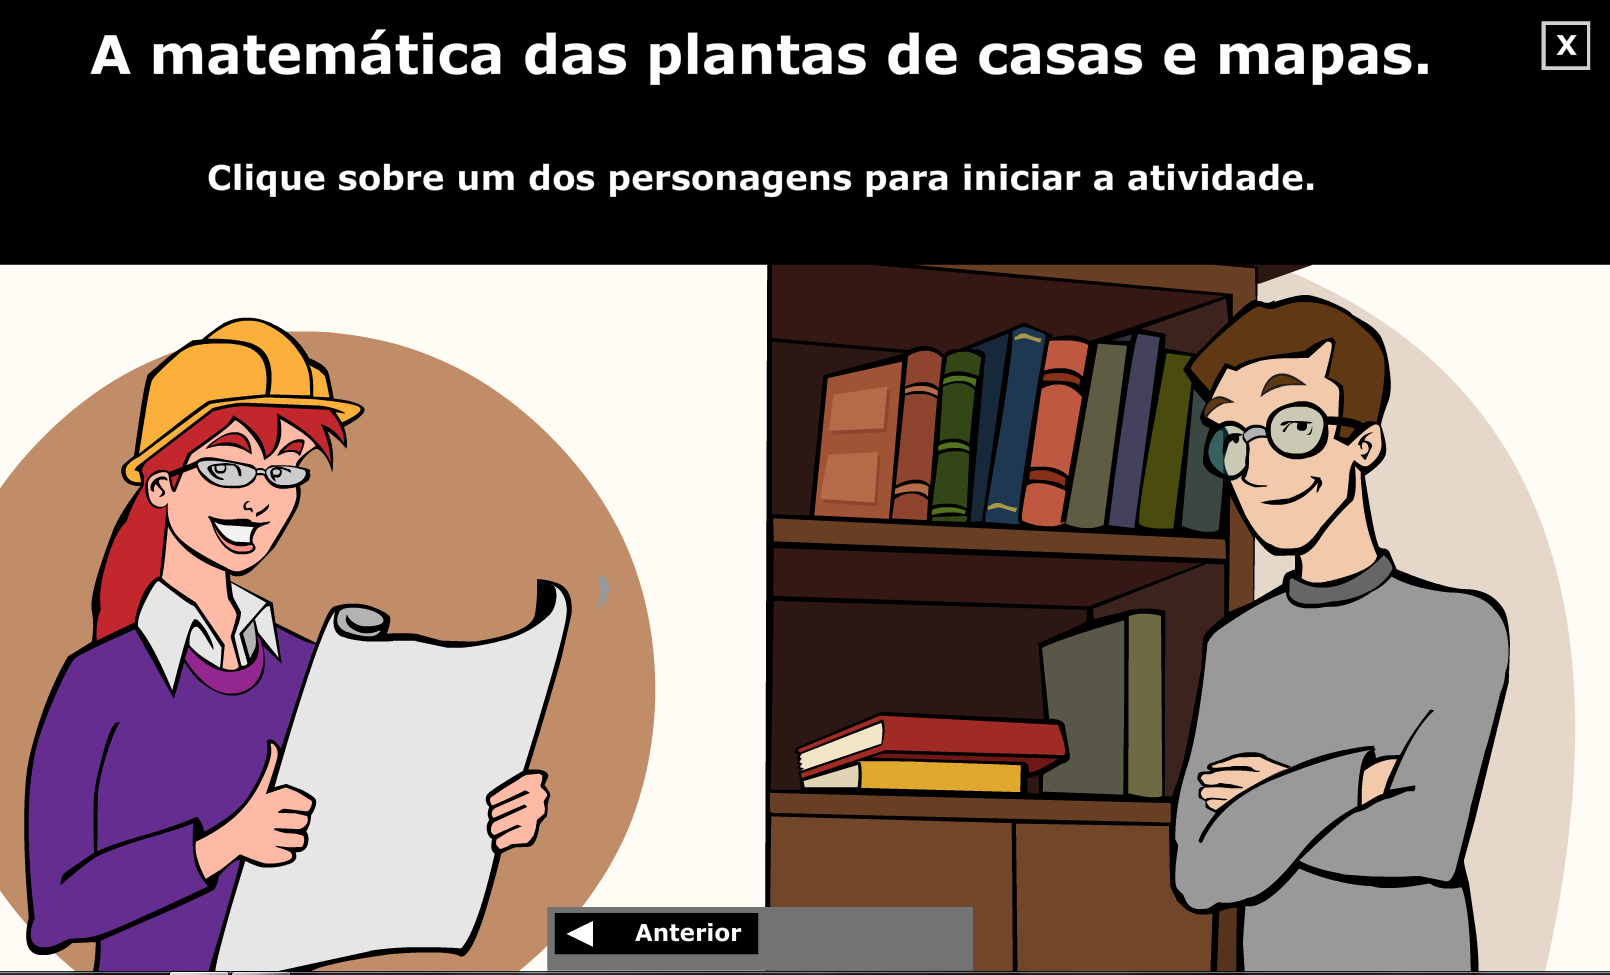 A matemática das plantas de casas e mapas.
X
Clique sobre um dos personagens para iniciar a atividade.
Anterior